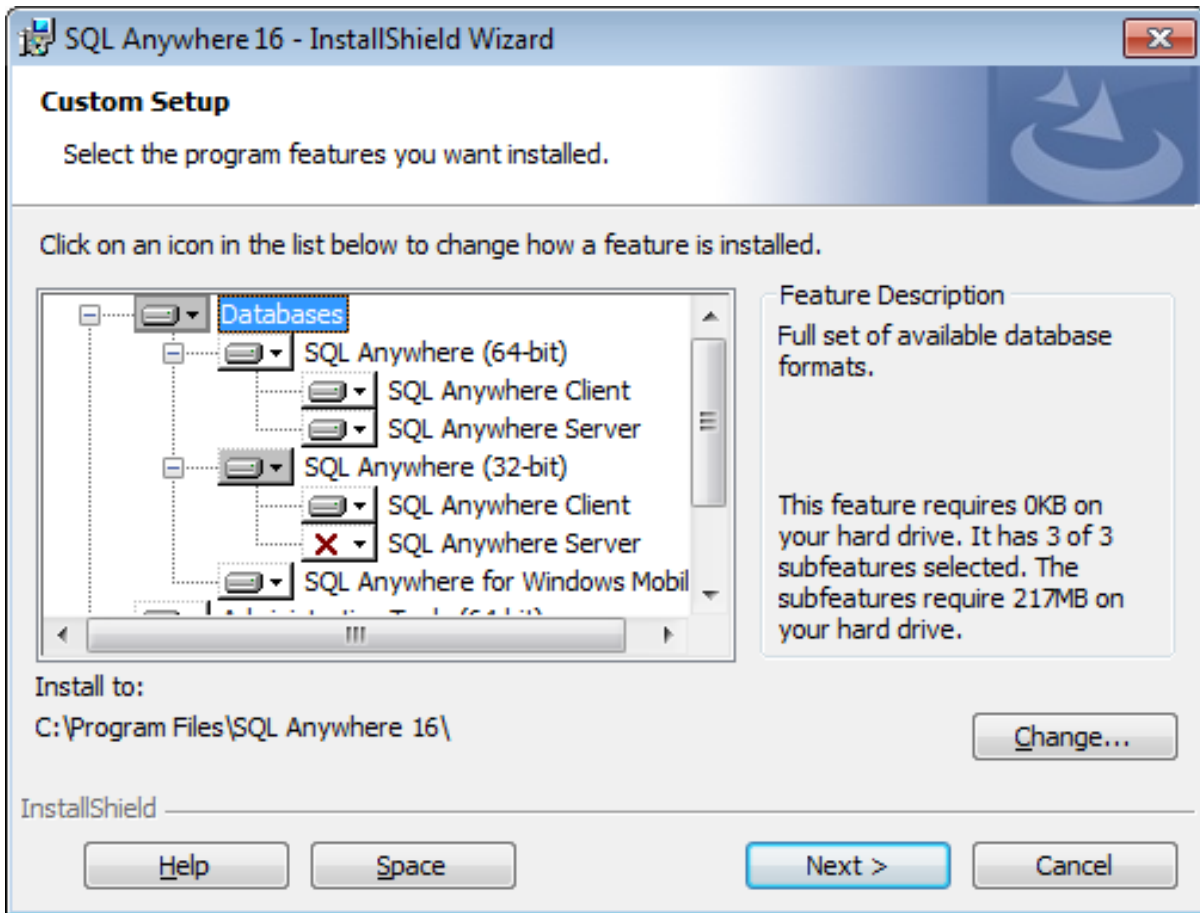 SQL Anywhere 16 - InstallShield Wizard
Custom Setup
Select the program features you want installed.
Click on an icon in the list below to change how a feature is installed.
Databases
SQL Anywhere (64-bit)
SQL Anywhere Client
SQL Anywhere Server
SQL Anywhere (32-bit)
SQL Anywhere Client
SQL Anywhere Server
SQL Anywhere for Windows Mobil
Feature Description
Full set of available database
formats.
This feature requires 0KB on
your hard drive. It has 3 of 3
subfeatures selected. The
subfeatures require 217MB on
your hard drive.
Install to:
C:\Program Files\SQL Anywhere 16\
Change...
InstallShield
Help
Space
Next >
Cancel